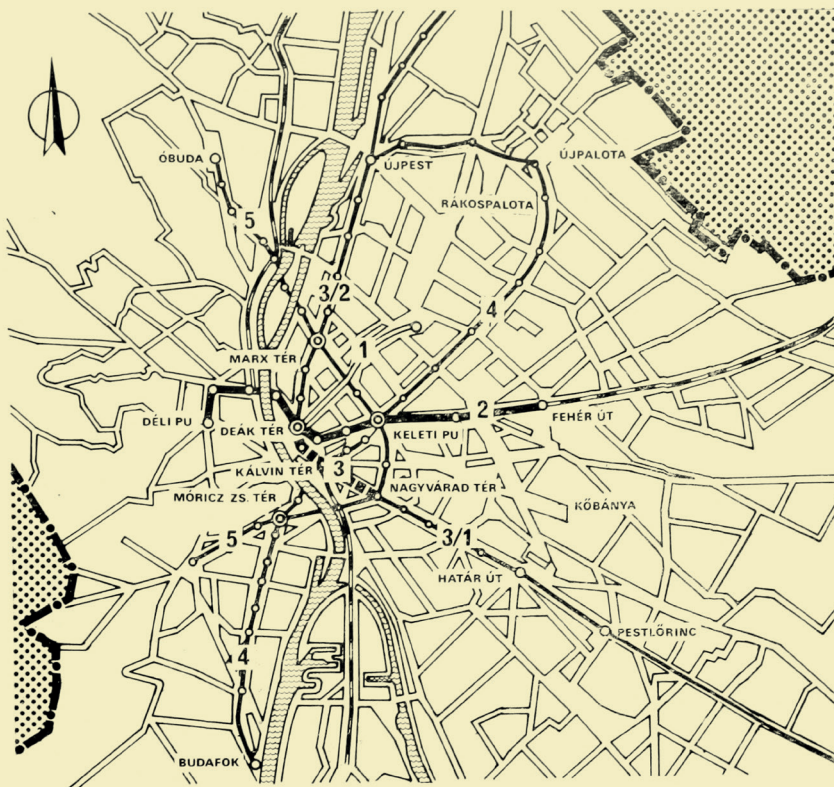 ÓBUDA
ÚJPEST
ÚJPALOTA
RÁKOSPALOTA
5
3/2
4
MARX TÉR
1
DÉLI PU
DEÁK TÉR
2
KELETI PU
FEHÉR ÚT
KÁLVIN TÉR
3
MÓRICZ ZS. TÉR
NAGYVÁRAD TÉR
KŐBÁNYA
5
3/1
HATÁR ÚT
PESTLŐRINC
4
BUDAFOK